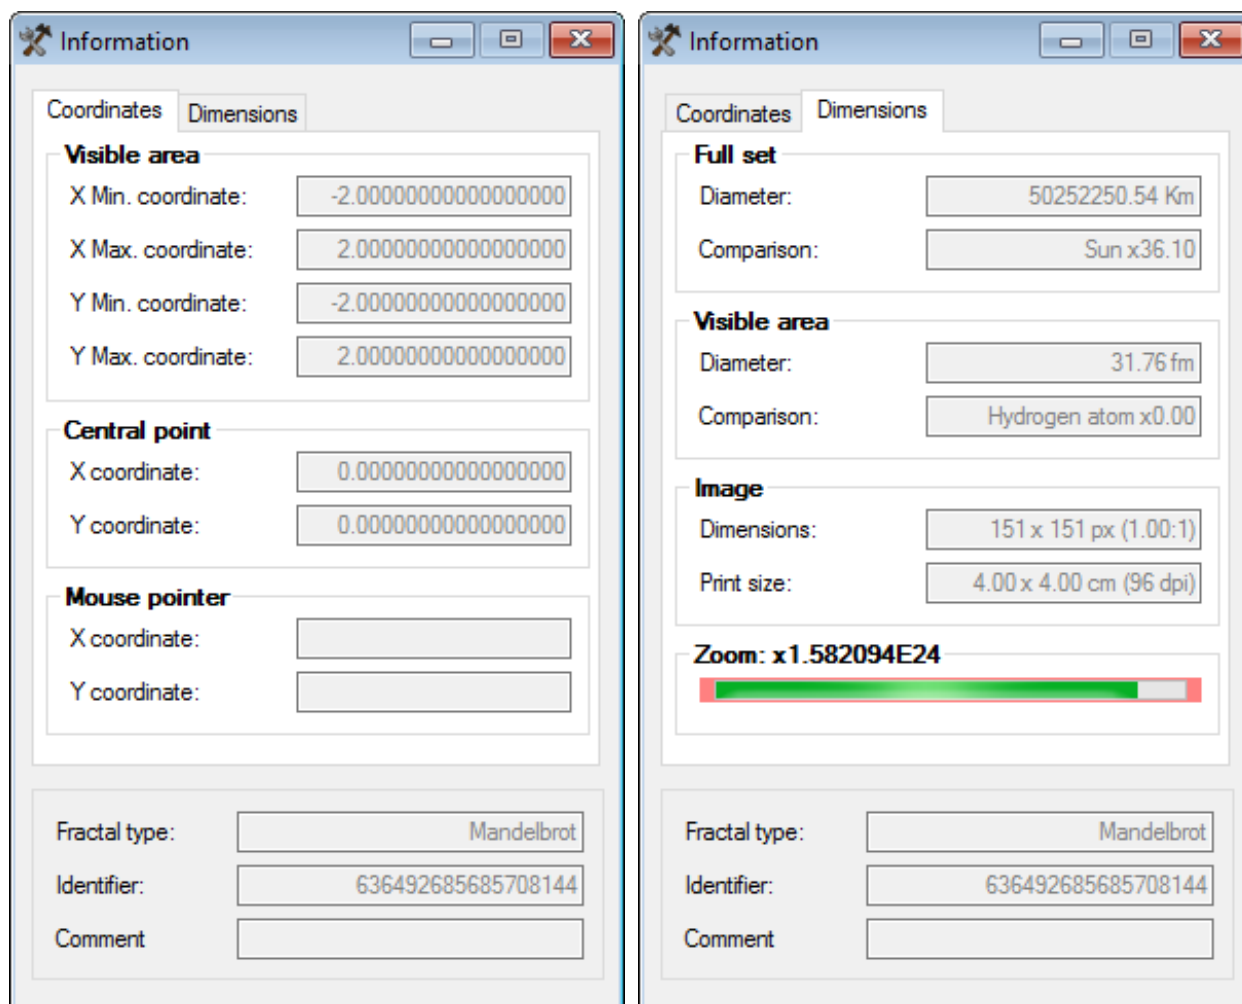 Information
Coordinates Dimensions
Visible area
X Min. coordinate: -2.00000000000000000
X Max. coordinate: 2.00000000000000000
Y Min. coordinate: -2.00000000000000000
Y Max. coordinate: 2.00000000000000000
Central point
X coordinate: 0.00000000000000000
Y coordinate: 0.00000000000000000
Mouse pointer
X coordinate:
Y coordinate:
Fractal type: Mandelbrot
Identifier: 636492685685708144
Comment
Information
Coordinates Dimensions
Full set
Diameter: 50252250.54 Km
Comparison: Sun x36.10
Visible area
Diameter: 31.76 fm
Comparison: Hydrogen atom x0.00
Image
Dimensions: 151 x 151 px (1.00:1)
Print size: 4.00 x 4.00 cm (96 dpi)
Zoom: x1.582094E24
Fractal type: Mandelbrot
Identifier: 636492685685708144
Comment